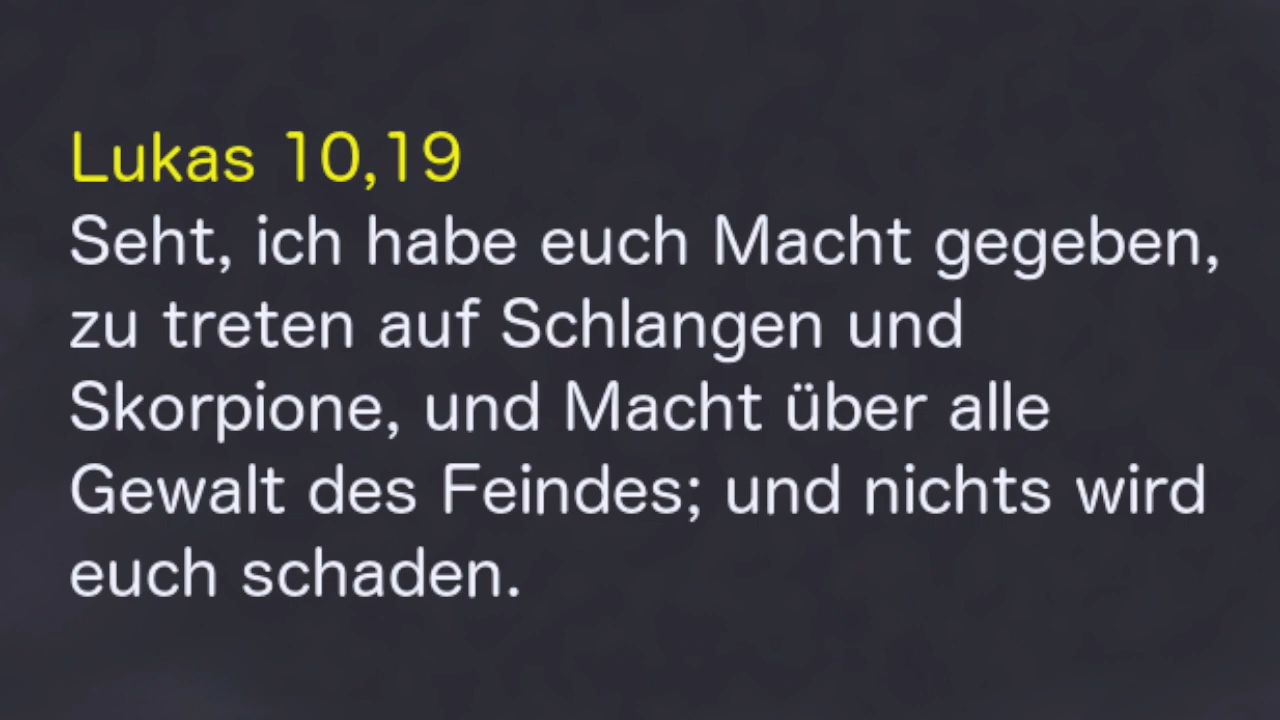 Lukas 10,19
Seht, ich habe euch Macht gegeben,
zu treten auf Schlangen und
Skorpione, und Macht über alle
Gewalt des Feindes; und nichts wird
euch schaden.